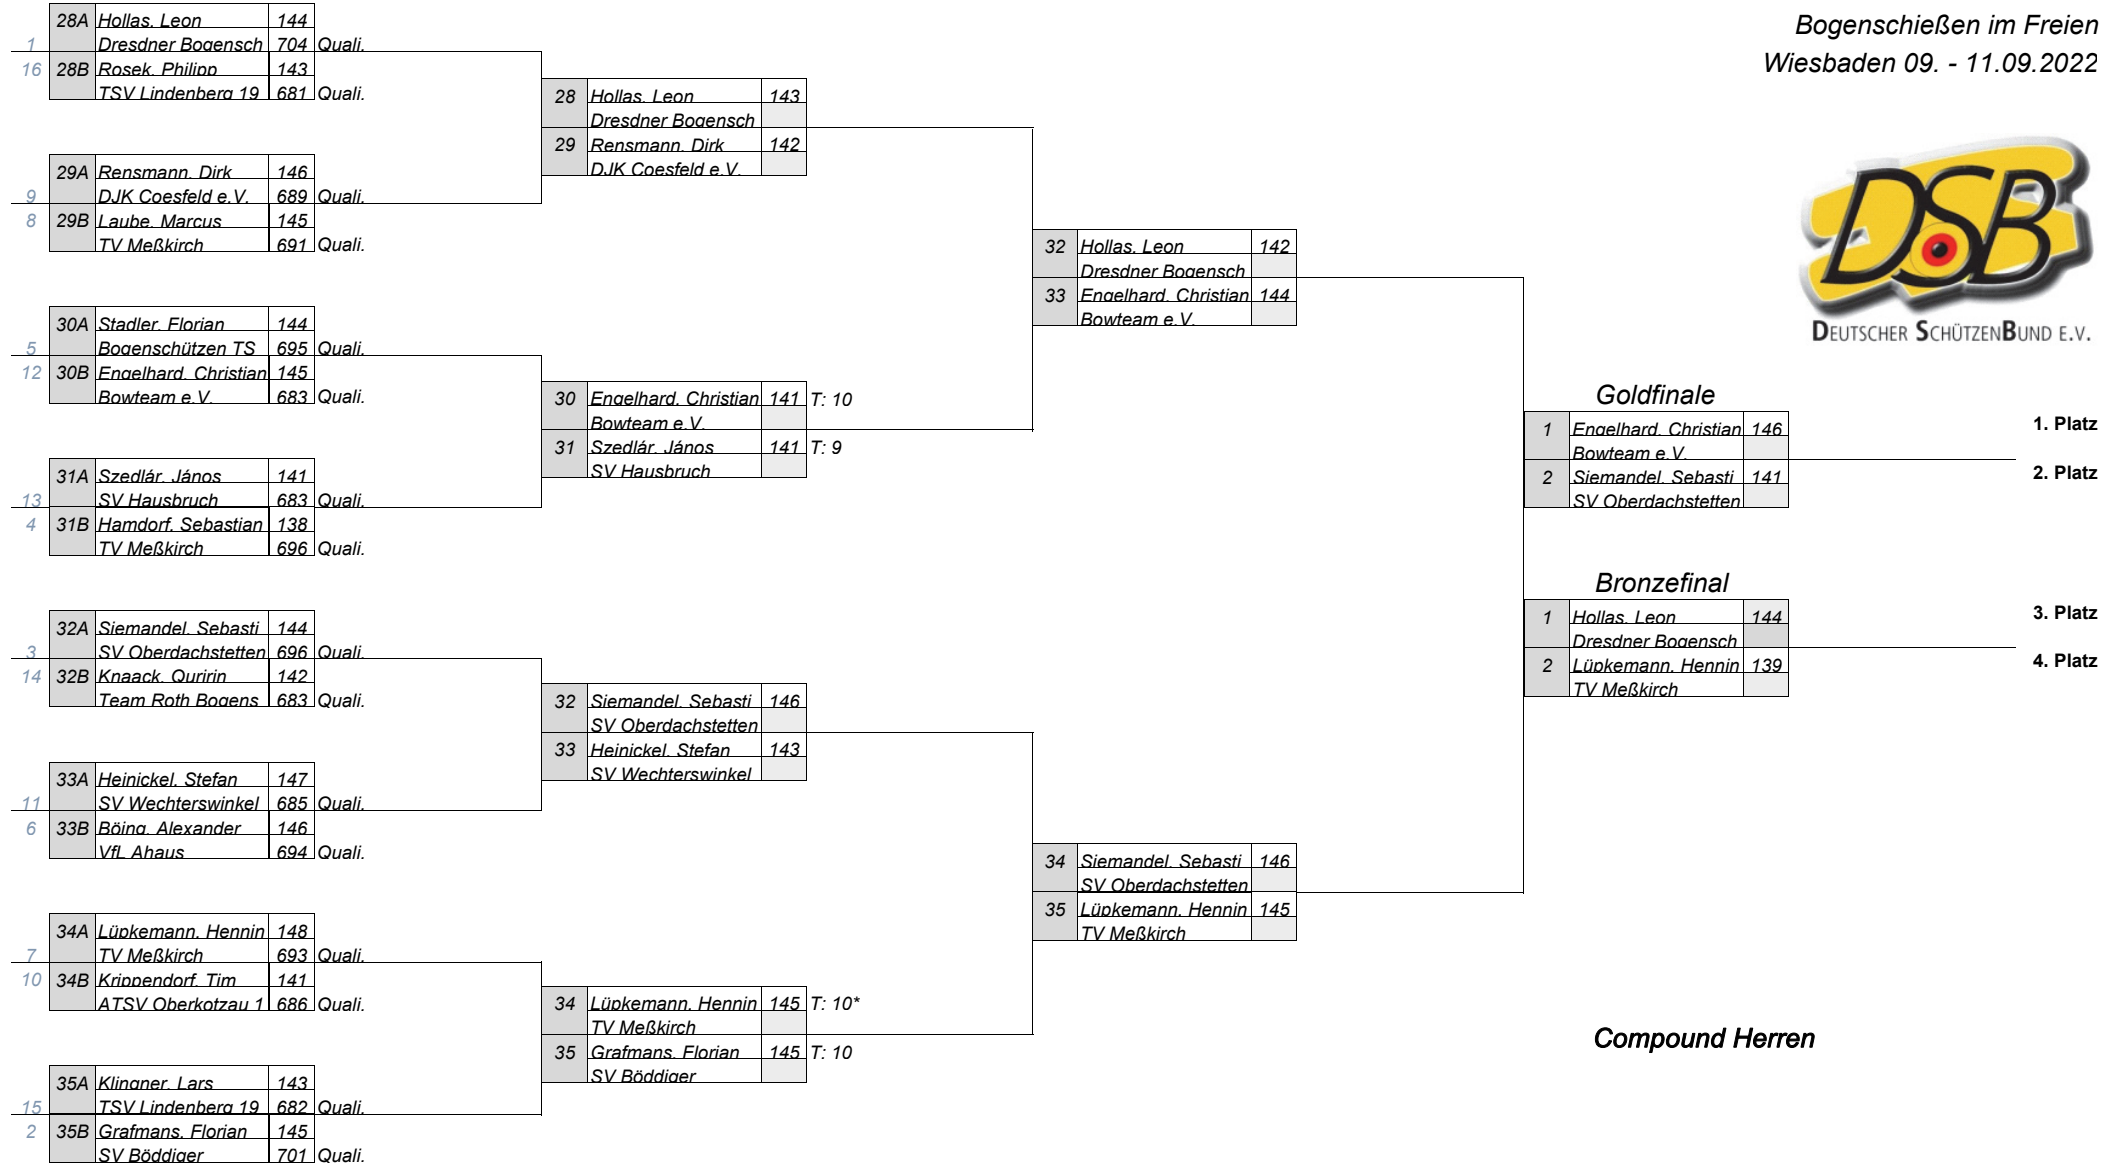 Bogenschießen im Freien
Wiesbaden 09. - 11.09.2022
DSB
DEUTSCHER SCHÜTZENBUND E.V.
28A Hollas, Leon 144
1 Dresdner Bogensch 704 Quali.
16 28B Rosek, Philipp 143
TSV Lindenberg 19 681 Quali.
29A Rensmann, Dirk 146
9 DJK Coesfeld e.V. 689 Quali.
8 29B Laube, Marcus 145
TV Meßkirch 691 Quali.
30A Stadler, Florian 144
5 Bogenschützen TS 695 Quali.
12 30B Engelhard, Christian 145
Bowteam e.V. 683 Quali.
31A Szedlár, János 141
13 SV Hausbruch 683 Quali.
4 31B Hamdorf, Sebastian 138
TV Meßkirch 696 Quali.
32A Siemandel, Sebasti 144
3 SV Oberdachstetten 696 Quali.
14 32B Knaack, Quririn 142
Team Roth Bogens 683 Quali.
33A Heinickel, Stefan 147
11 SV Wechterswinkel 685 Quali.
6 33B Böing, Alexander 146
VfL Ahaus 694 Quali.
34A Lüpkemann, Hennin 148
7 TV Meßkirch 693 Quali.
10 34B Krippendorf, Tim 141
ATSV Oberkotzau 1 686 Quali.
35A Klingner, Lars 143
15 TSV Lindenberg 19 682 Quali.
2 35B Grafmans, Florian 145
SV Böddiger 701 Quali.
28 Hollas, Leon 143
Dresdner Bogensch
29 Rensmann, Dirk 142
DJK Coesfeld e.V.
30 Engelhard, Christian 141 T: 10
Bowteam e.V.
31 Szedlár, János 141 T: 9
SV Hausbruch
32 Siemandel, Sebasti 146
SV Oberdachstetten
33 Heinickel, Stefan 143
SV Wechterswinkel
34 Lüpkemann, Hennin 145 T: 10*
TV Meßkirch
35 Grafmans, Florian 145 T: 10
SV Böddiger
32 Hollas, Leon 142
Dresdner Bogensch
33 Engelhard, Christian 144
Bowteam e.V.
34 Siemandel, Sebasti 146
SV Oberdachstetten
35 Lüpkemann, Hennin 145
TV Meßkirch
Goldfinale
1 Engelhard, Christian 146 1. Platz
Bowteam e.V.
2 Siemandel, Sebasti 141 2. Platz
SV Oberdachstetten
Bronzefinal
1 Hollas, Leon 144 3. Platz
Dresdner Bogensch
2 Lüpkemann, Hennin 139 4. Platz
TV Meßkirch
Compound Herren